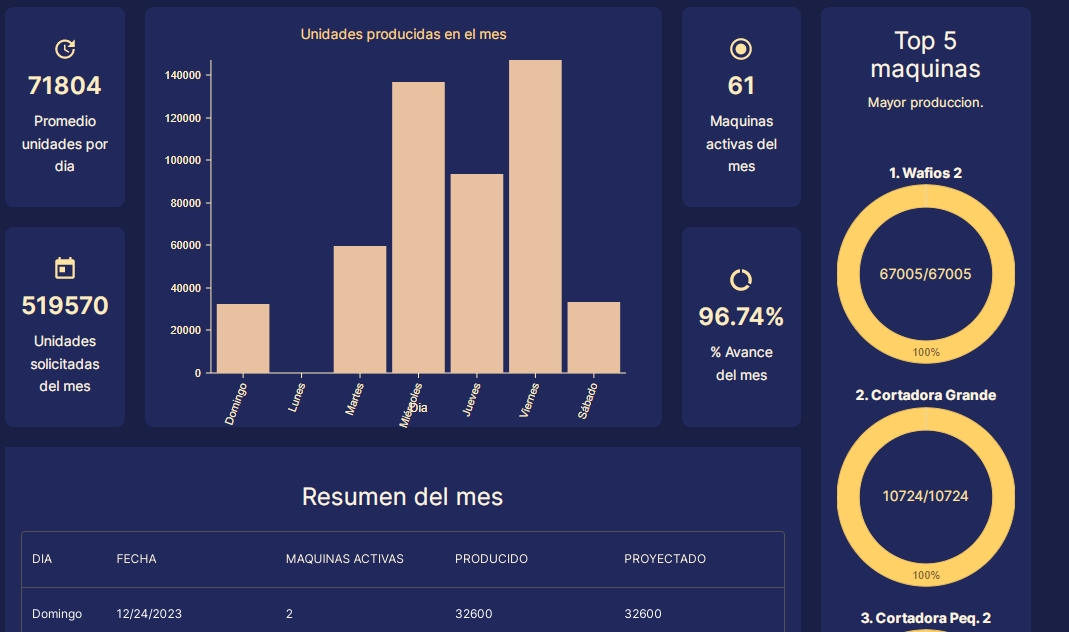 71804
Promedio
unidades por
dia
519570
Unidades
solicitadas
del mes
Unidades producidas en el mes
140000
120000
100000
80000
60000
40000
20000
0
Domingo
Lunes
Martes
Miércoles
Jueves
Viernes
Sábado
Dia
61
Maquinas
activas del
mes
96.74%
% Avance
del mes
Top 5
maquinas
Mayor produccion.
1. Wafios 2
67005/67005
100%
2. Cortadora Grande
10724/10724
100%
3. Cortadora Peq. 2
Resumen del mes
DIA FECHA MAQUINAS ACTIVAS PRODUCIDO PROYECTADO
Domingo 12/24/2023 2 32600 32600